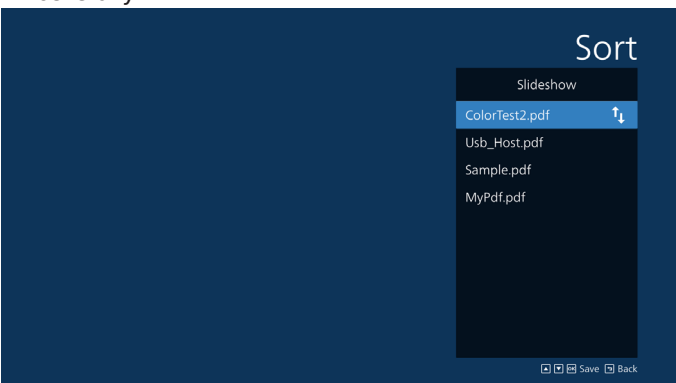 Sort
Slideshow
ColorTest2.pdf
Usb_Host.pdf
Sample.pdf
MyPdf.pdf
OK Save Back